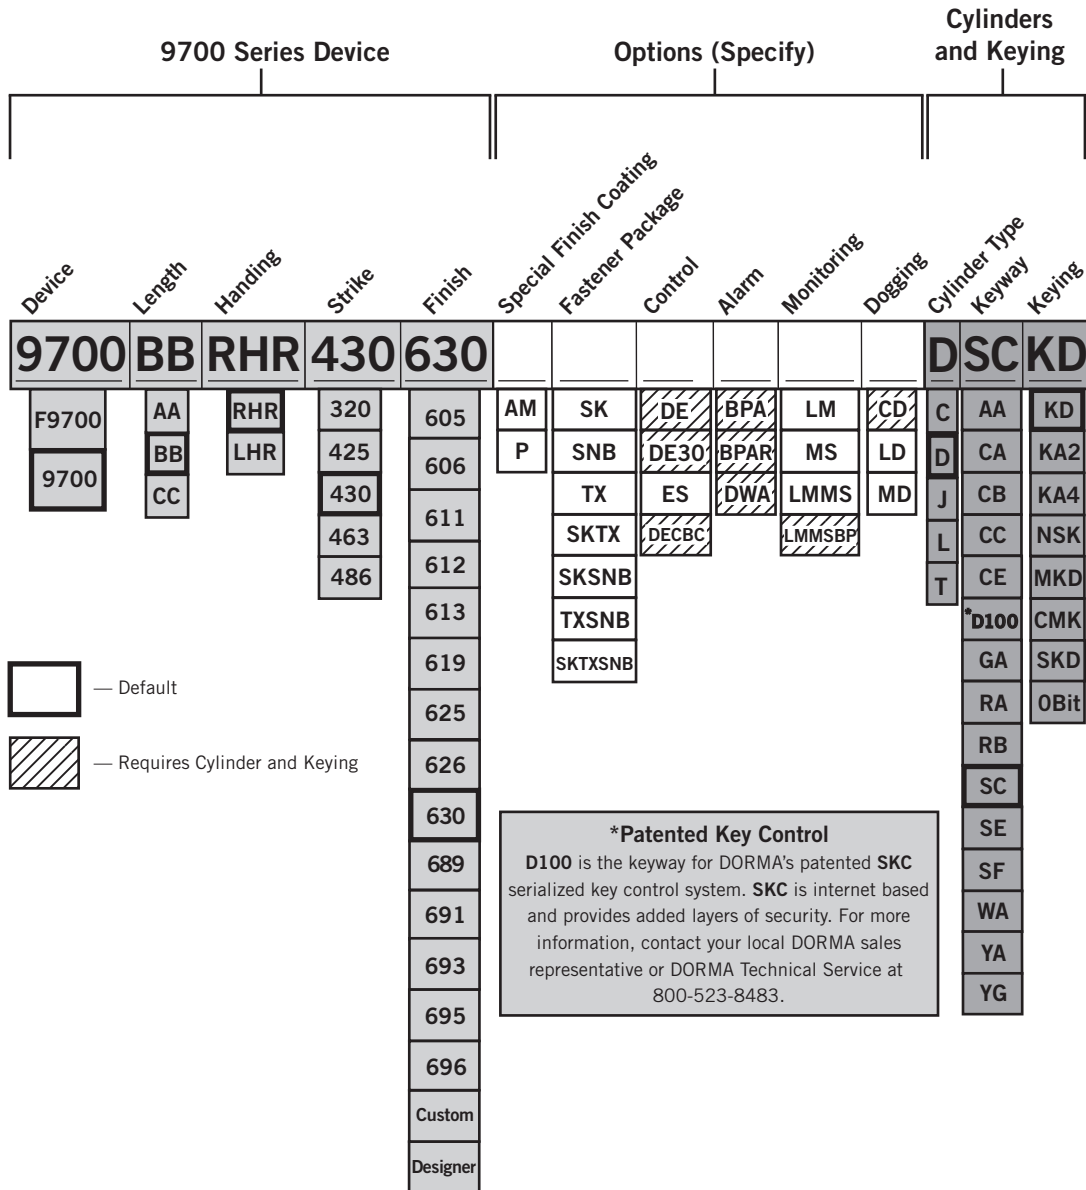 9700 Series Device
Options (Specify)
Cylinders
and Keying
Device
Length
Handing
Strike
Finish
Special Finish Coating
Fastener Package
Control
Alarm
Monitoring
Dogging
Cylinder Type
Keyway
Keying
9700 BB RHR 430 630 D SC KD
F9700
9700
AA
BB
CC
RHR
LHR
320
425
430
463
486
605
606
611
612
613
619
625
626
630
689
691
693
695
696
Custom
Designer
AM
P
SK
SNB
TX
SKTX
SKSNB
TXSNB
SKTXSNB
DE
DE30
ES
DECBC
BPA
BPAR
DWA
LM
MS
LMMS
LMMSBP
CD
LD
MD
C
D
J
L
T
AA
CA
CB
CC
CE
*D100
GA
RA
RB
SC
SE
SF
WA
YA
YG
KD
KA2
KA4
NSK
MKD
CMK
SKD
0Bit
— Default
— Requires Cylinder and Keying
*Patented Key Control
D100 is the keyway for DORMA's patented SKC
serialized key control system. SKC is internet based
and provides added layers of security. For more
information, contact your local DORMA sales
representative or DORMA Technical Service at
800-523-8483.